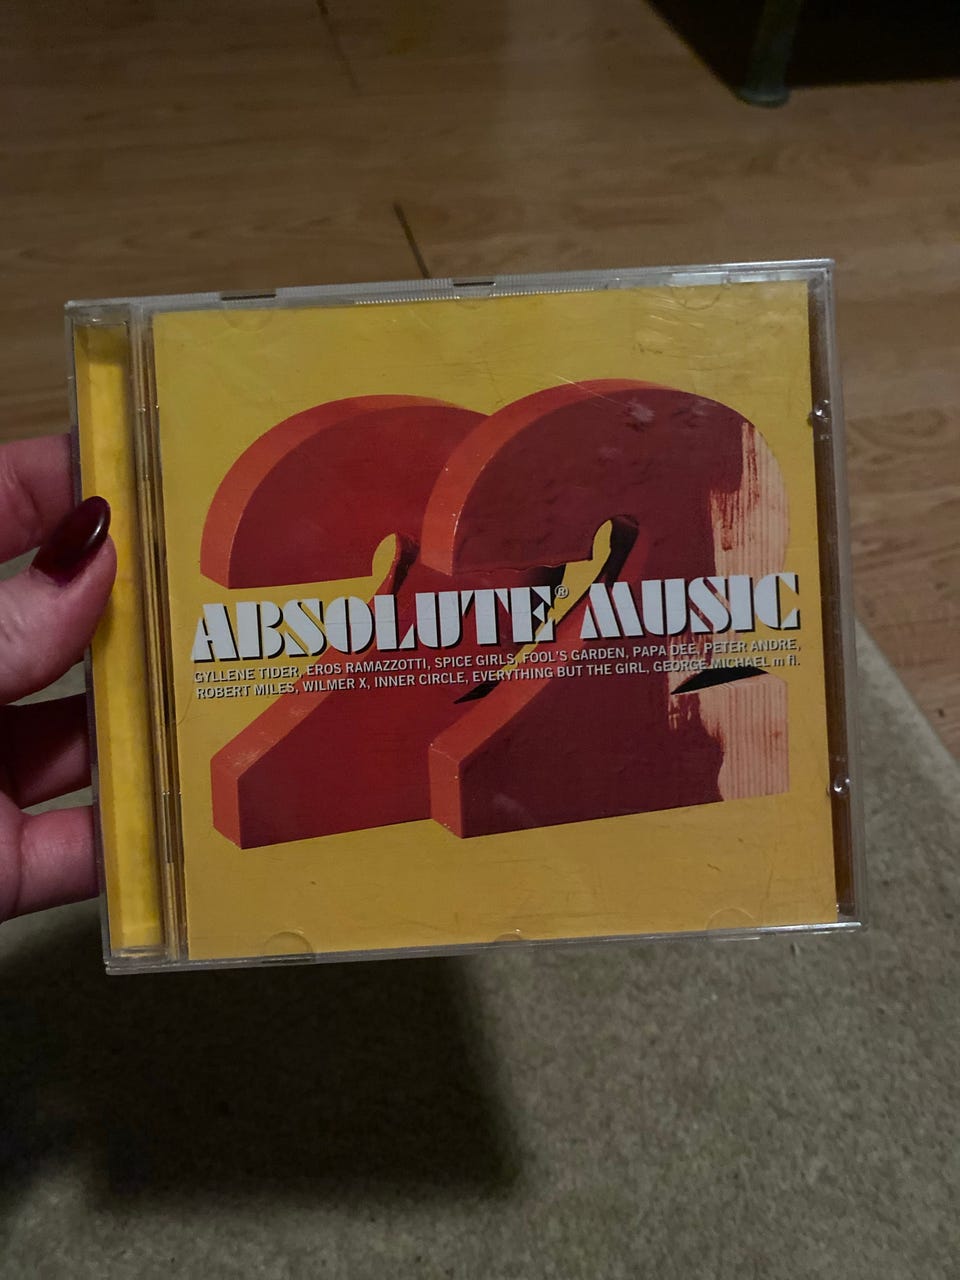 22
ABSOLUTE® MUSIC
GYLLENE TIDER, EROS RAMAZZOTTI, SPICE GIRLS, FOOL'S GARDEN, PAPA DEE, PETER ANDRE,
ROBERT MILES, WILMER X, INNER CIRCLE, EVERYTHING BUT THE GIRL, GEORGE MICHAEL m fl.